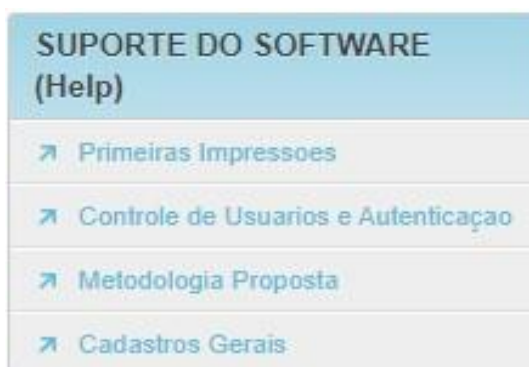 SUPORTE DO SOFTWARE
(Help)
Primeiras Impressoes
Controle de Usuarios e Autenticaçao
Metodologia Proposta
Cadastros Gerais